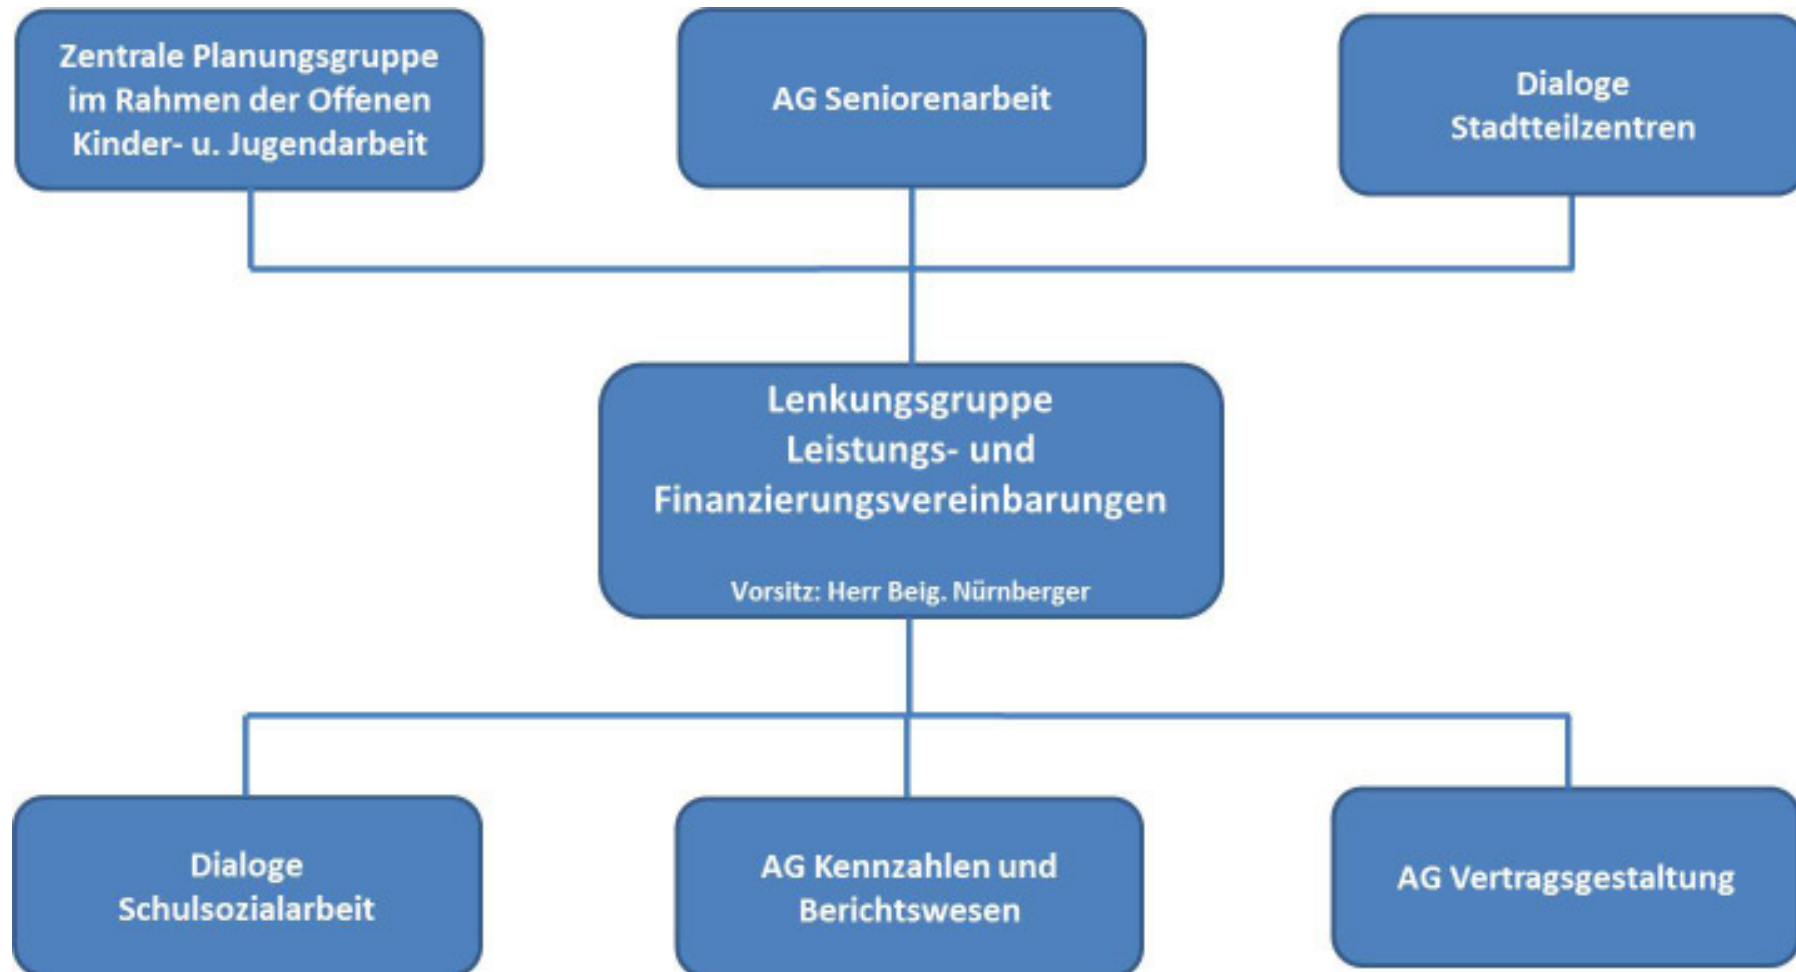 Zentrale Planungsgruppe
im Rahmen der Offenen
Kinder- u. Jugendarbeit
AG Seniorenarbeit
Dialoge
Stadtteilzentren
Lenkungsgruppe
Leistungs- und
Finanzierungsvereinbarungen
Vorsitz: Herr Beig. Nürnberger
Dialoge
Schulsozialarbeit
AG Kennzahlen und
Berichtswesen
AG Vertragsgestaltung